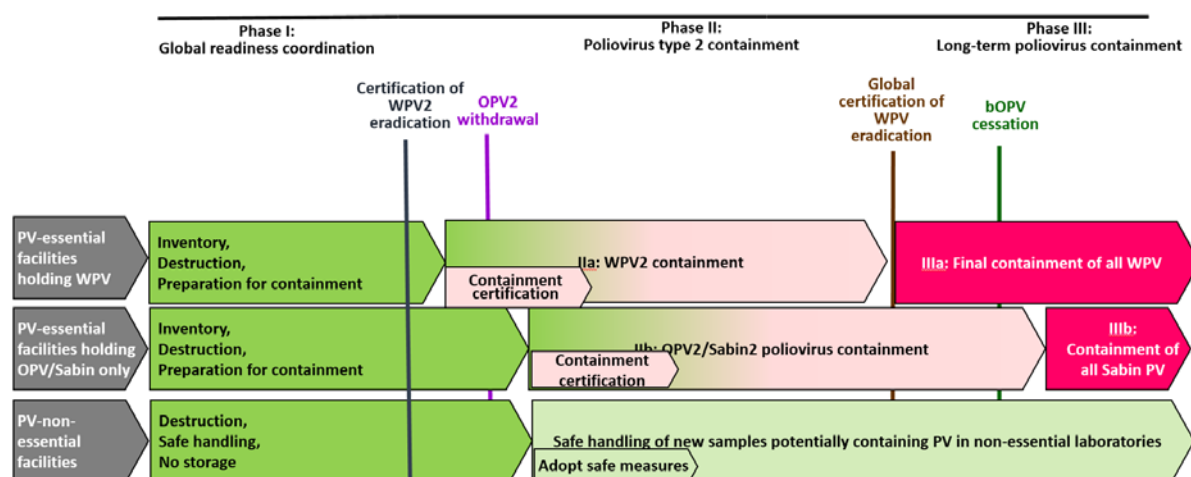 Phase I:
Global readiness coordination
Phase II:
Poliovirus type 2 containment
Phase III:
Long-term poliovirus containment
Certification of
WPV2
eradication
OPV2
withdrawal
Global
certification of
WPV
eradication
bOPV
cessation
PV-essential
facilities
holding WPV
Inventory,
Destruction,
Preparation for containment
IIa: WPV2 containment
Containment
certification
IIIa: Final containment of all WPV
PV-essential
facilities holding
OPV/Sabin only
Inventory,
Destruction,
Preparation for containment
IIb: OPV2/Sabin2 poliovirus containment
Containment
certification
IIIb:
Containment of
all Sabin PV
PV-non-
essential
facilities
Destruction,
Safe handling,
No storage
Safe handling of new samples potentially containing PV in non-essential laboratories
Adopt safe measures